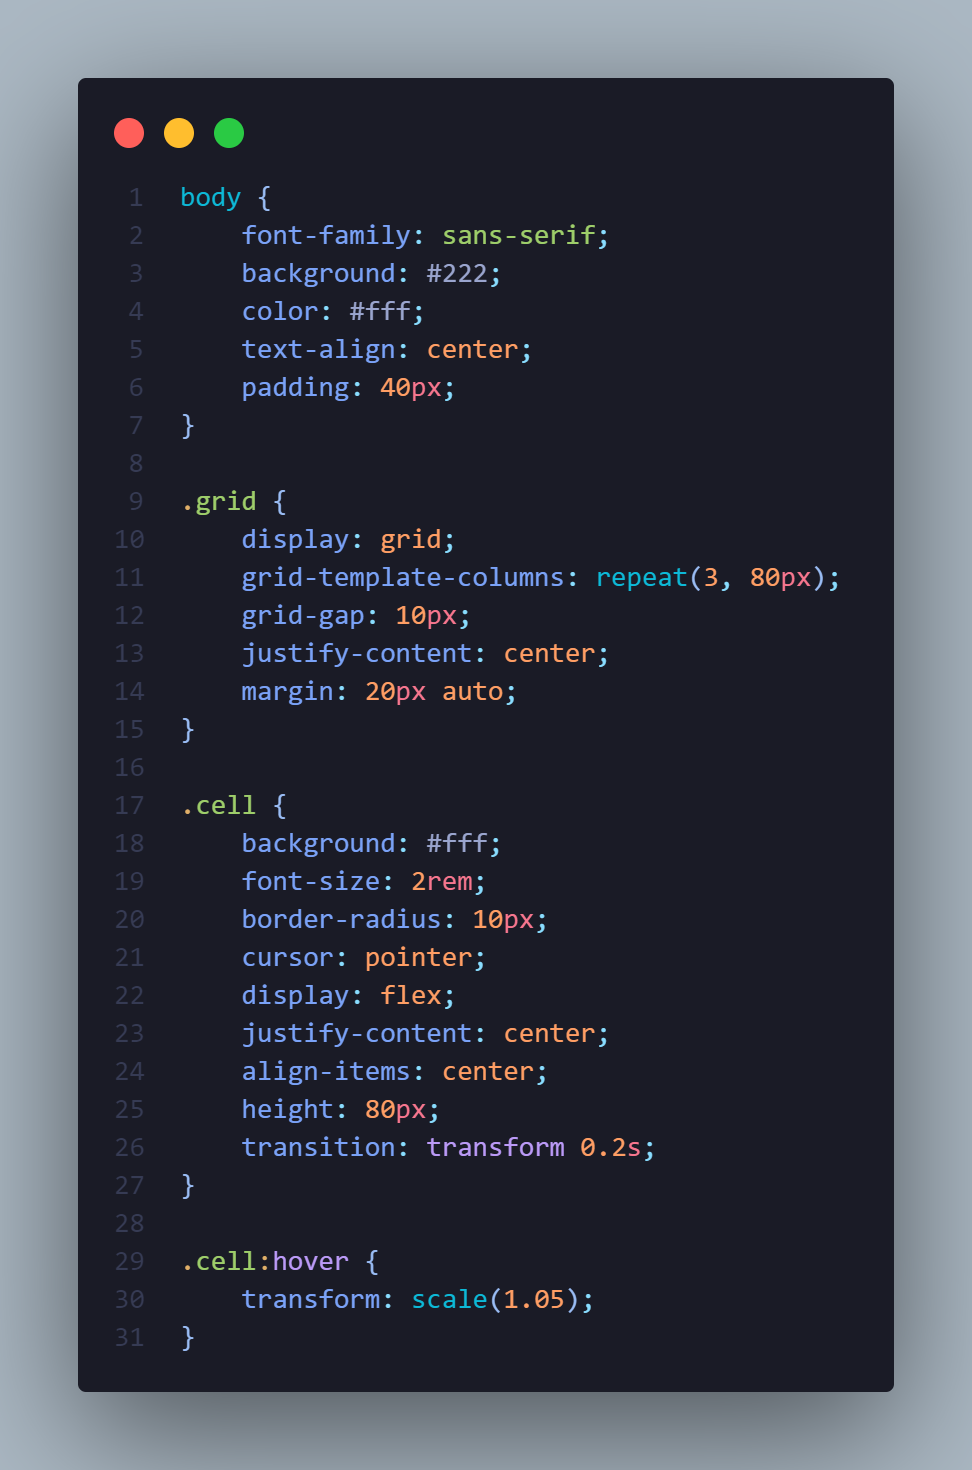 1 body {
2     font-family: sans-serif;
3     background: #222;
4     color: #fff;
5     text-align: center;
6     padding: 40px;
7 }
8
9 .grid {
10     display: grid;
11     grid-template-columns: repeat(3, 80px);
12     grid-gap: 10px;
13     justify-content: center;
14     margin: 20px auto;
15 }
16
17 .cell {
18     background: #fff;
19     font-size: 2rem;
20     border-radius: 10px;
21     cursor: pointer;
22     display: flex;
23     justify-content: center;
24     align-items: center;
25     height: 80px;
26     transition: transform 0.2s;
27 }
28
29 .cell:hover {
30     transform: scale(1.05);
31 }